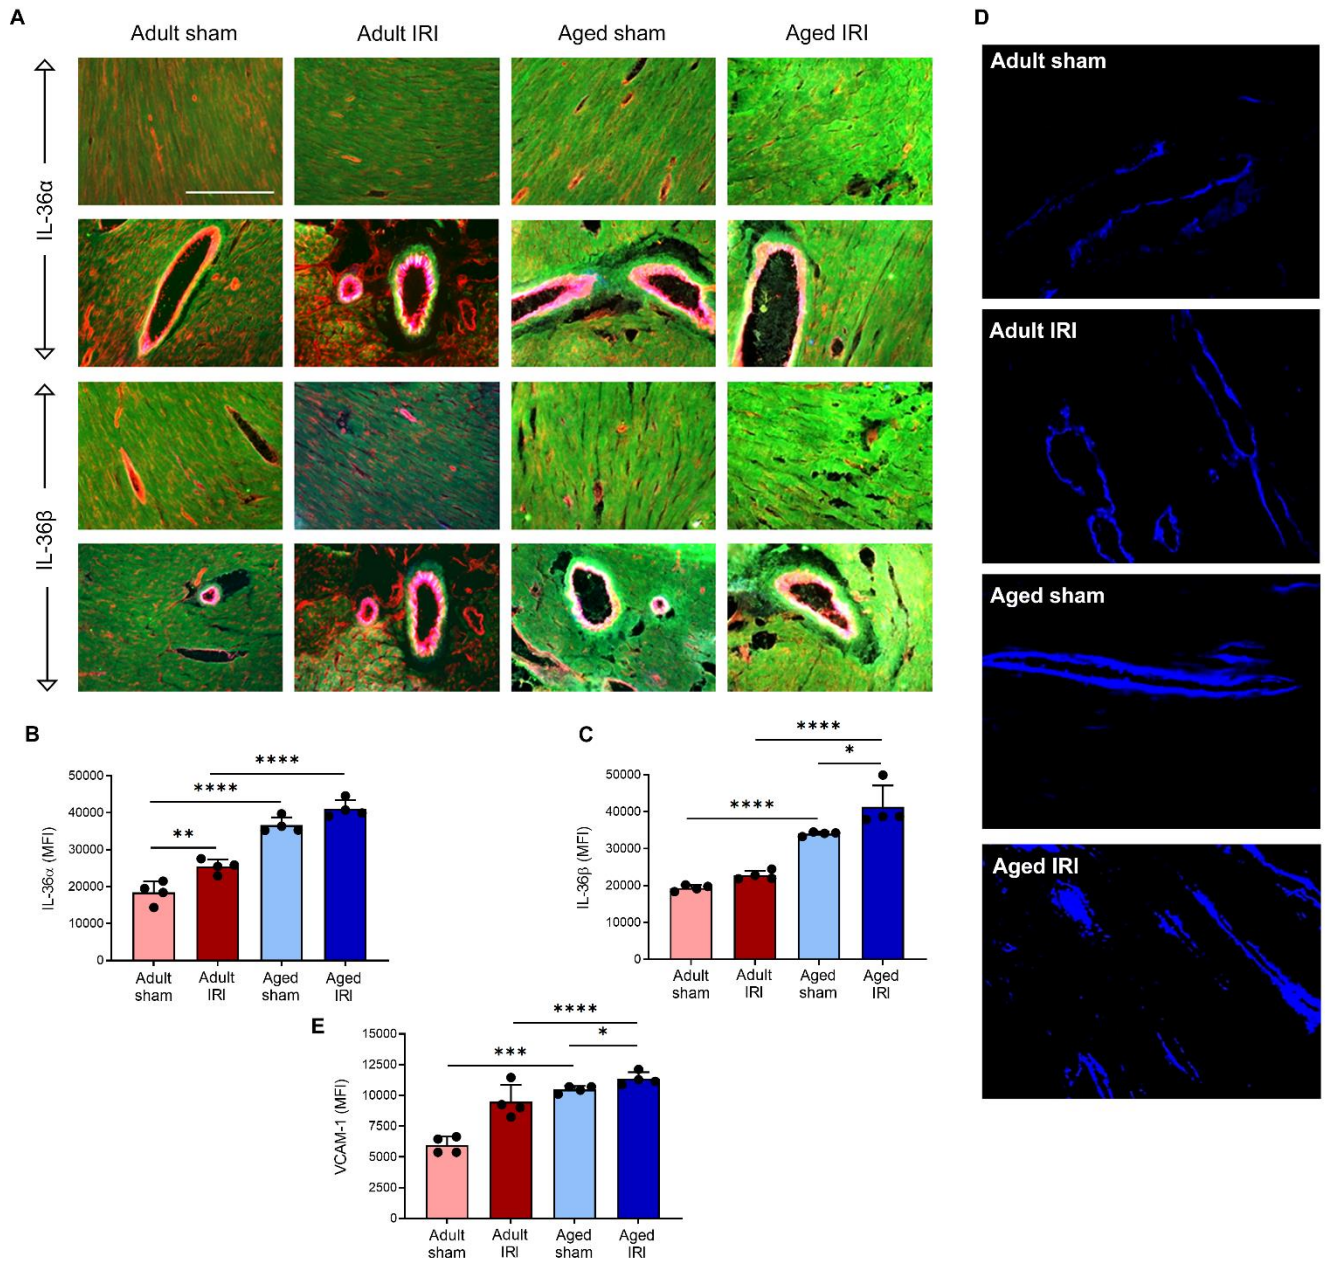 A
Adult sham
Adult IRI
Aged sham
Aged IRI
IL-36α
IL-36β
D
Adult sham
Adult IRI
Aged sham
Aged IRI
B
****
****
**
50000
40000
30000
20000
10000
0
IL-36α (MFI)
Adult sham
Adult IRI
Aged sham
Aged IRI
C
****
*
****
50000
40000
30000
20000
10000
0
IL-36β (MFI)
Adult sham
Adult IRI
Aged sham
Aged IRI
E
****
*
***
15000
12500
10000
7500
5000
2500
0
VCAM-1 (MFI)
Adult sham
Adult IRI
Aged sham
Aged IRI